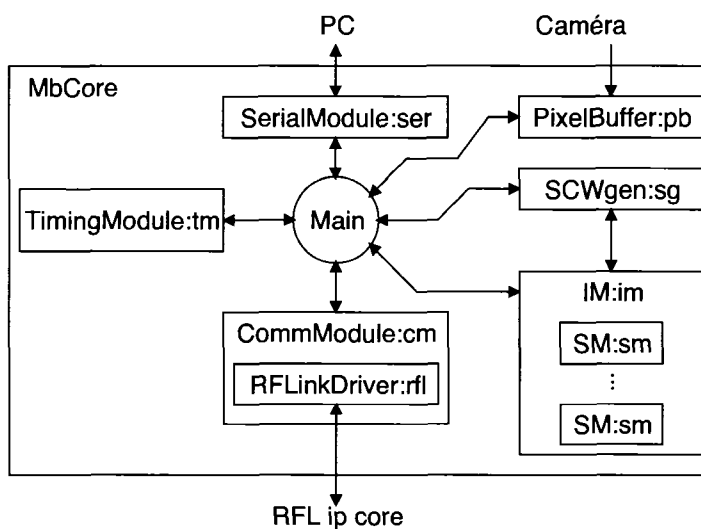 PC
Caméra
MbCore
SerialModule:ser
PixelBuffer:pb
SCWgen:sg
TimingModule:tm
Main
IM:im
CommModule:cm
SM:sm
RFLinkDriver:rfl
⋮
SM:sm
RFL ip core